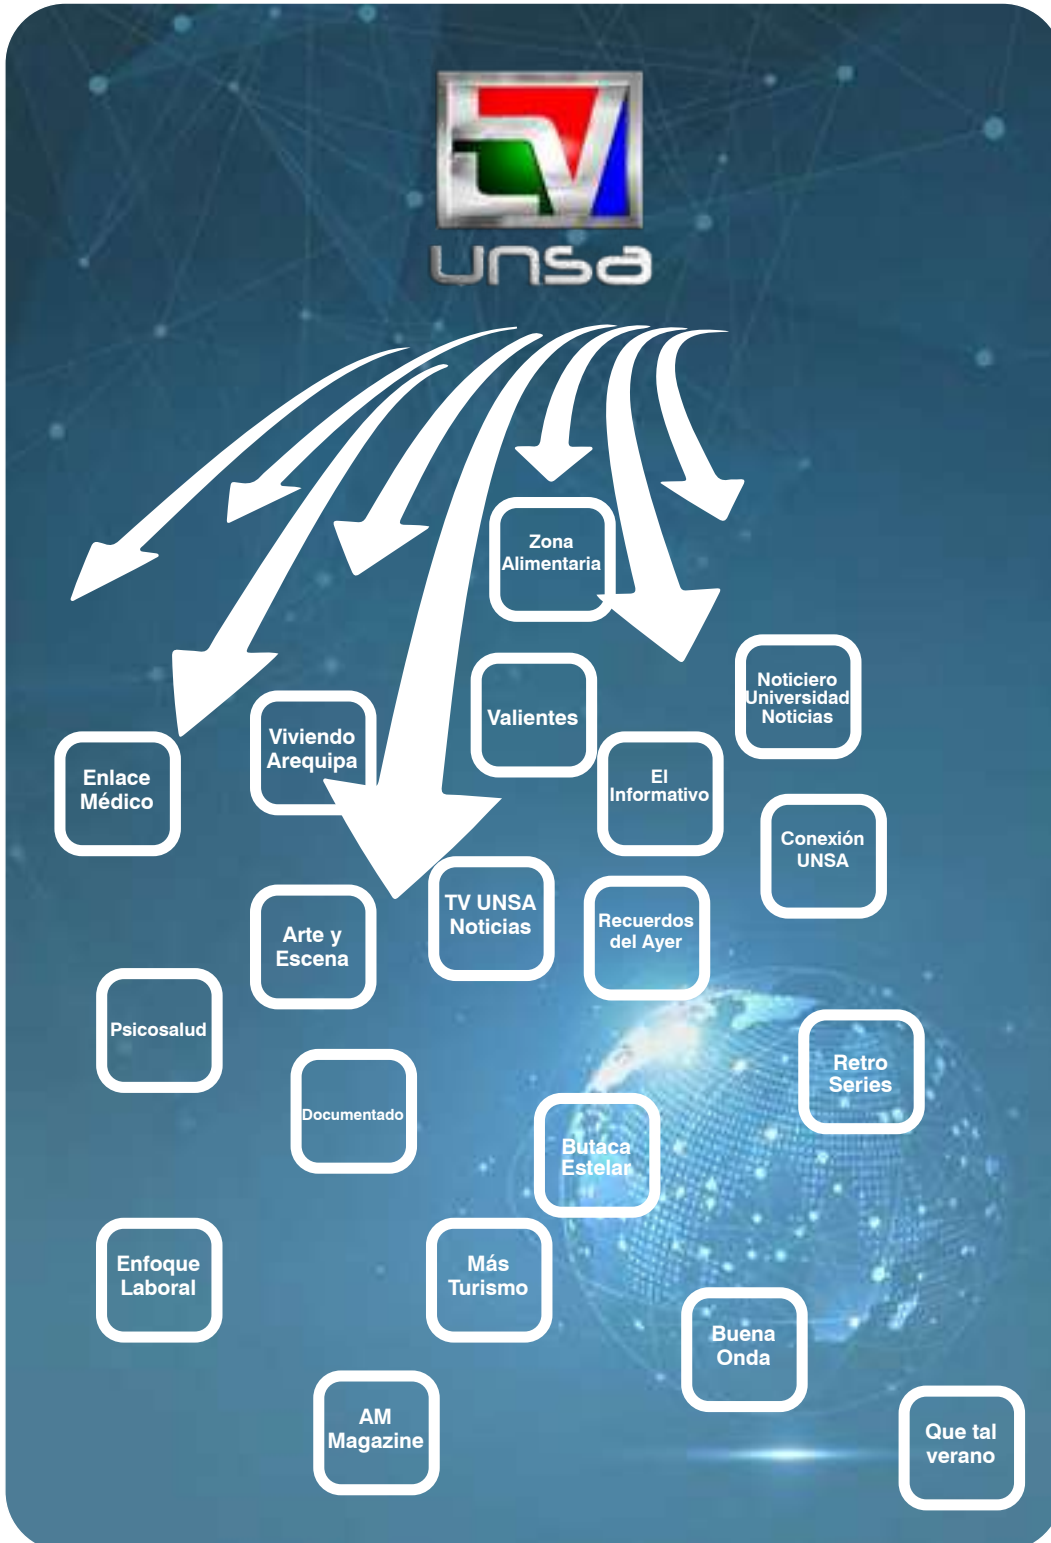 TV
unsa
Zona
Alimentaria
Noticiero
Universidad
Noticias
Valientes
Viviendo
Arequipa
Enlace
Médico
El
Informativo
Conexión
UNSA
TV UNSA
Noticias
Recuerdos
del Ayer
Arte y
Escena
Psicosalud
Retro
Series
Documentado
Butaca
Estelar
Enfoque
Laboral
Más
Turismo
Buena
Onda
AM
Magazine
Que tal
verano